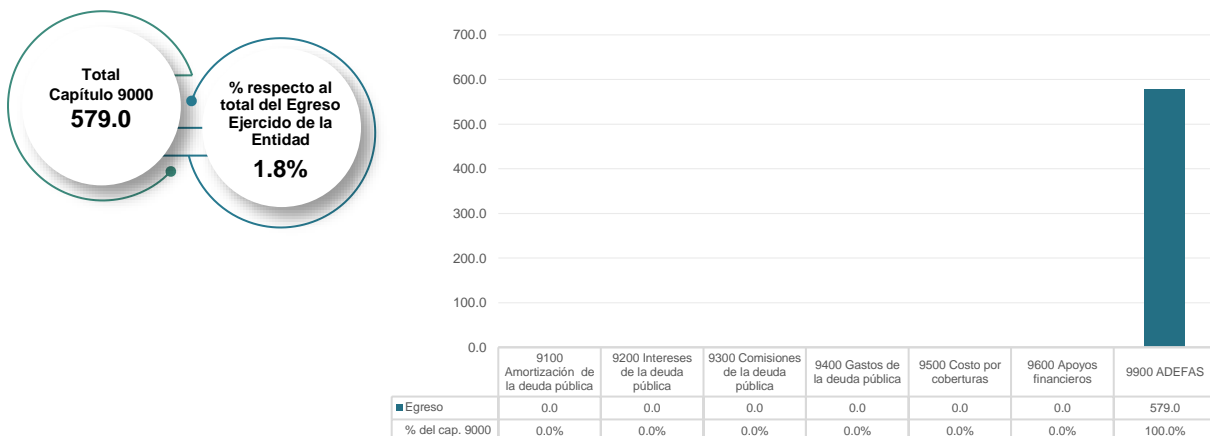 Total
Capítulo 9000
579.0
% respecto al
total del Egreso
Ejercido de la
Entidad
1.8%
700.0
600.0
500.0
400.0
300.0
200.0
100.0
0.0
9100
Amortización de
la deuda pública
9200 Intereses
de la deuda
pública
9300 Comisiones
de la deuda
pública
9400 Gastos de
la deuda pública
9500 Costo por
coberturas
9600 Apoyos
financieros
9900 ADEFAS
Egreso 0.0 0.0 0.0 0.0 0.0 0.0 579.0
% del cap. 9000 0.0% 0.0% 0.0% 0.0% 0.0% 0.0% 100.0%